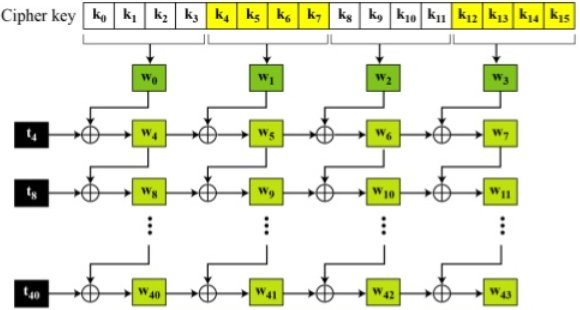 Cipher key k0 k1 k2 k3 k4 k5 k6 k7 k8 k9 k10 k11 k12 k13 k14 k15
w0 w1 w2 w3
t4 w4 w5 w6 w7
t8 w8 w9 w10 w11
t40 w40 w41 w42 w43